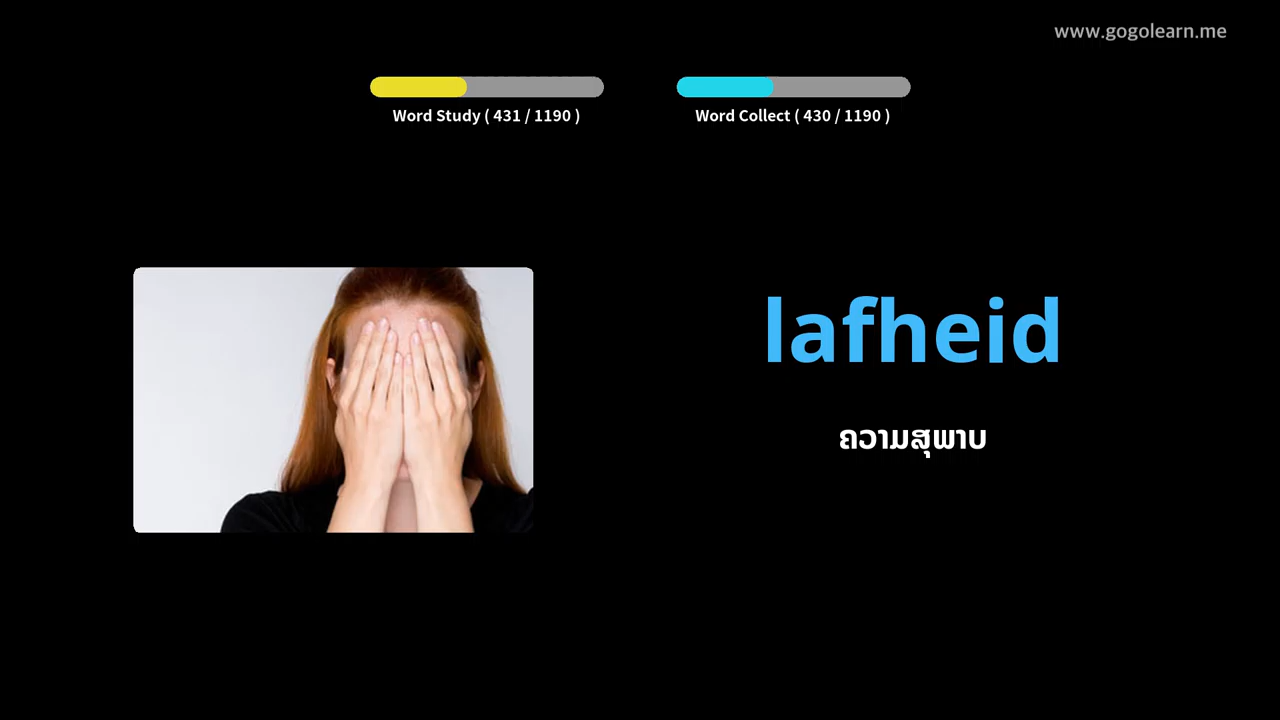 www.gogolearn.me
Word Study ( 431 / 1190 )
Word Collect ( 430 / 1190 )
lafheid
ຄວາມສຸພາບ